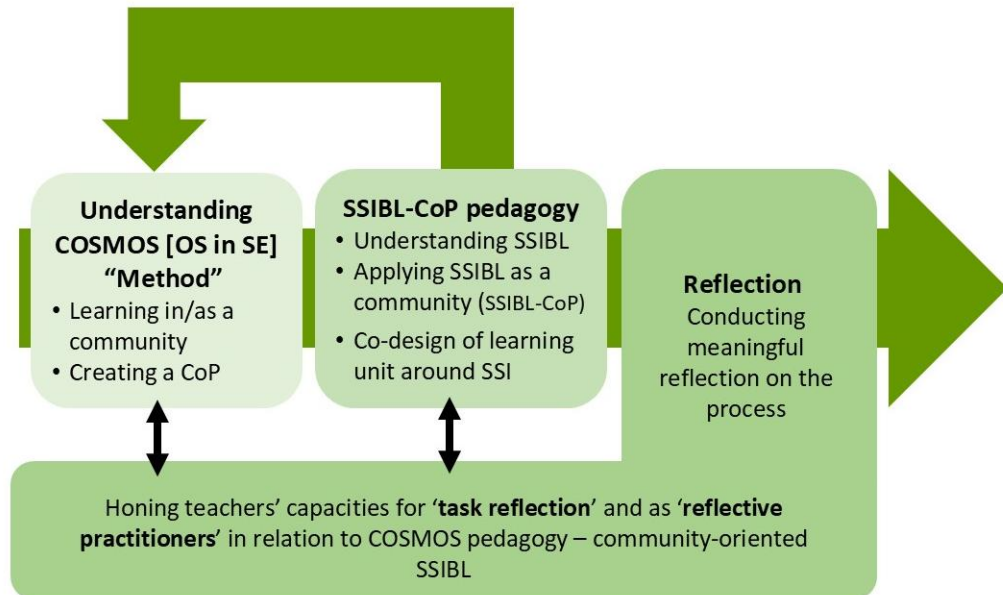 Understanding
COSMOS [OS in SE]
“Method”
• Learning in/as a
community
• Creating a CoP
SSIBL-CoP pedagogy
• Understanding SSIBL
• Applying SSIBL as a
community (SSIBL-CoP)
• Co-design of learning
unit around SSI
Reflection
Conducting
meaningful
reflection on the
process
Honing teachers’ capacities for ‘task reflection’ and as ‘reflective
practitioners’ in relation to COSMOS pedagogy – community-oriented
SSIBL